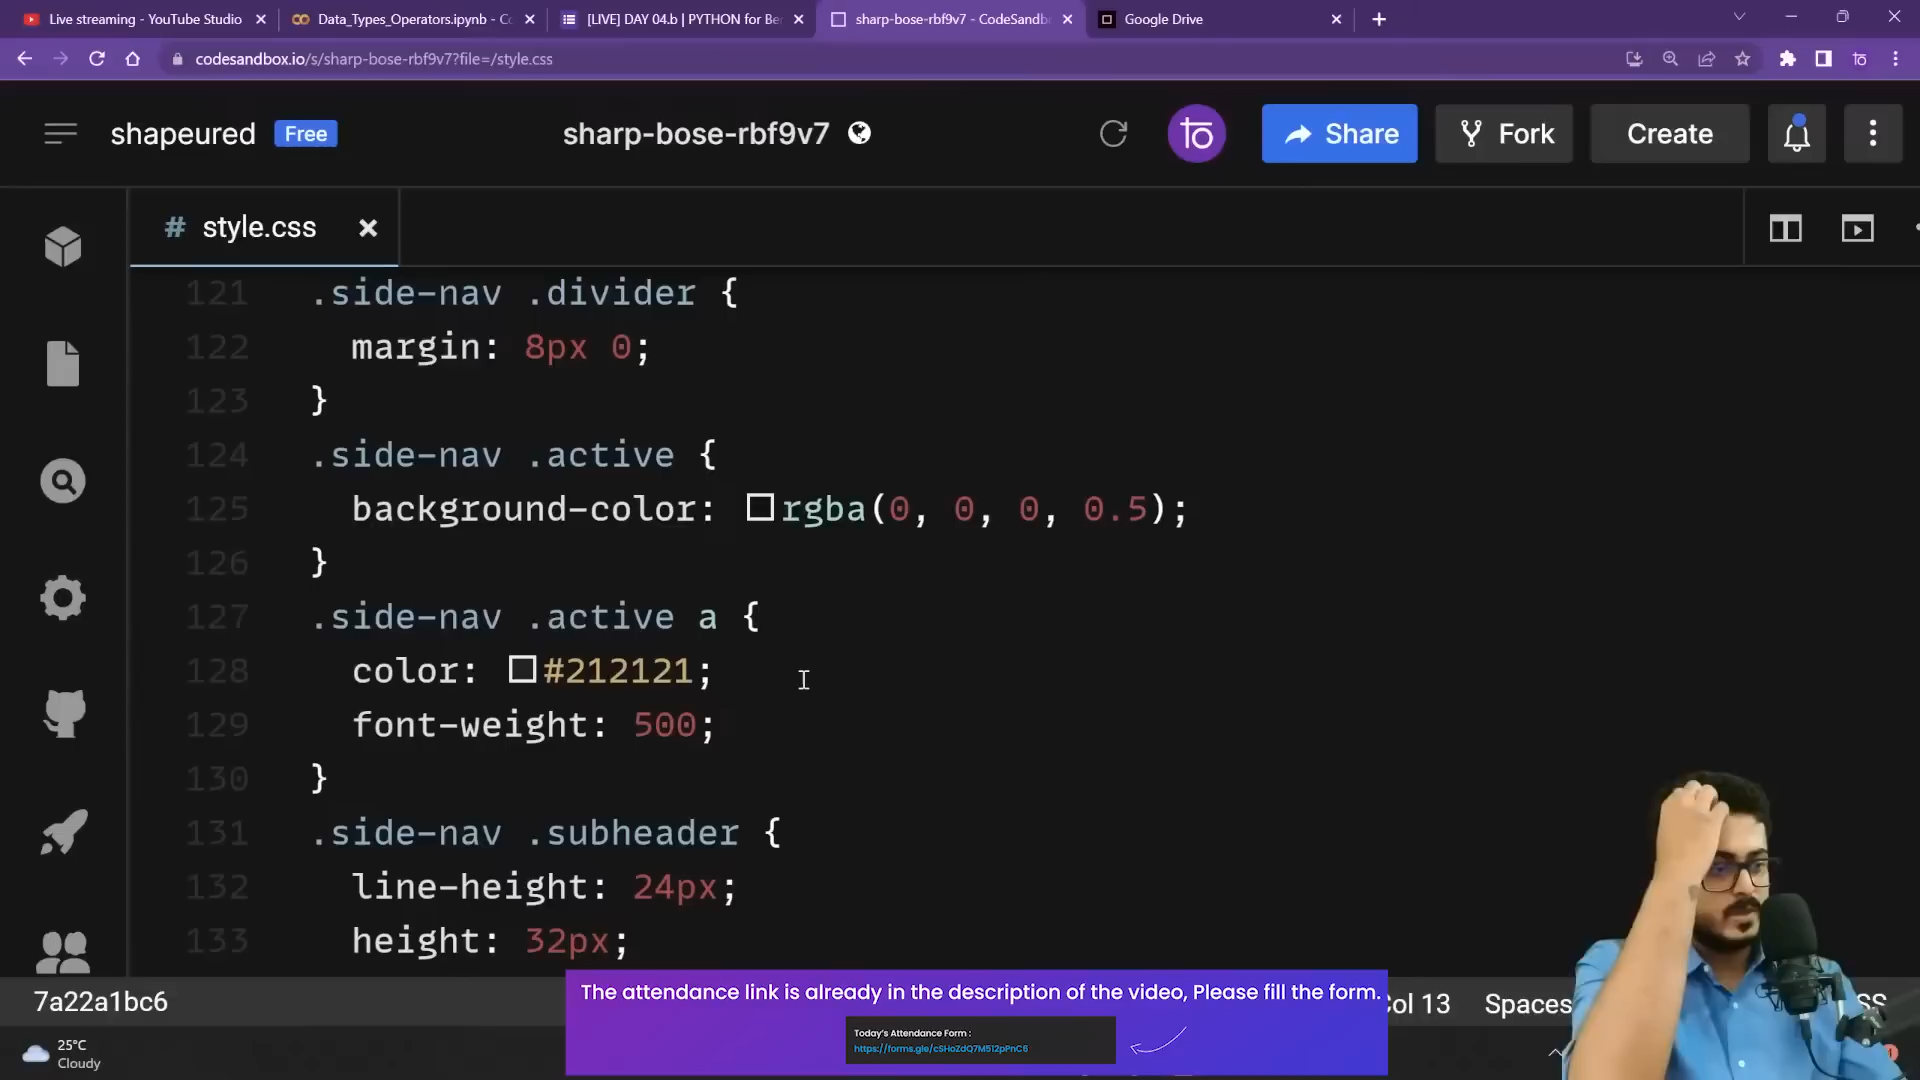 Live streaming - YouTube Studio
Data_Types_Operators.ipynb - Co
[LIVE] DAY 04.b | PYTHON for Be
sharp-bose-rbf9v7 - CodeSandb
Google Drive
codesandbox.io/s/sharp-bose-rbf9v7?file=/style.css
shapeured Free
sharp-bose-rbf9v7
Share
Fork
Create
# style.css
121 .side-nav .divider {
122 margin: 8px 0;
123 }
124 .side-nav .active {
125 background-color: rgba(0, 0, 0, 0.5);
126 }
127 .side-nav .active a {
128 color: #212121;
129 font-weight: 500;
130 }
131 .side-nav .subheader {
132 line-height: 24px;
133 height: 32px;
7a22a1bc6
Col 13 Spaces
The attendance link is already in the description of the video, Please fill the form.
Today's Attendance Form :
25°C
Cloudy